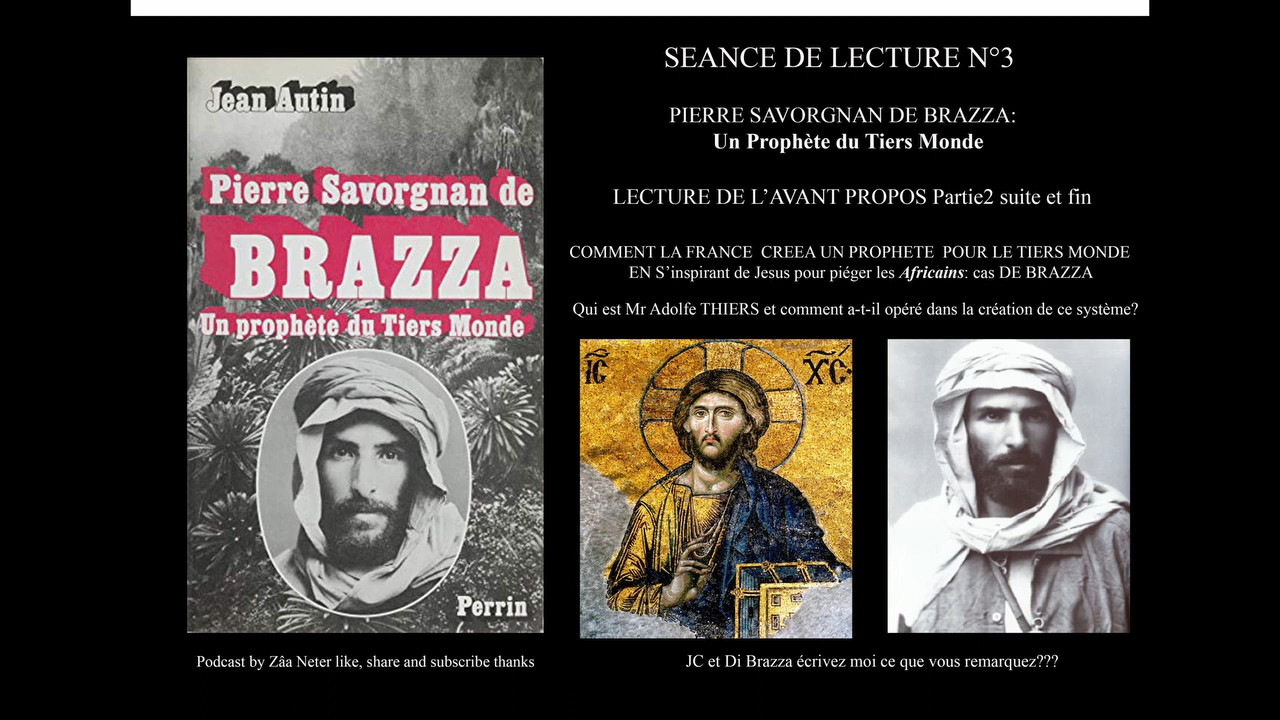 Jean Autin
Pierre Savorgnan de
BRAZZA
Un prophète du Tiers Monde
Perrin
Podcast by Zâa Neter like, share and subscribe thanks
SEANCE DE LECTURE N°3
PIERRE SAVORGNAN DE BRAZZA:
Un Prophète du Tiers Monde
LECTURE DE L’AVANT PROPOS Partie2 suite et fin
COMMENT LA FRANCE CREEA UN PROPHETE POUR LE TIERS MONDE
EN S’inspirant de Jesus pour piéger les Africains: cas DE BRAZZA
Qui est Mr Adolfe THIERS et comment a-t-il opéré dans la création de ce système?
IC XC
JC et Di Brazza écrivez moi ce que vous remarquez???